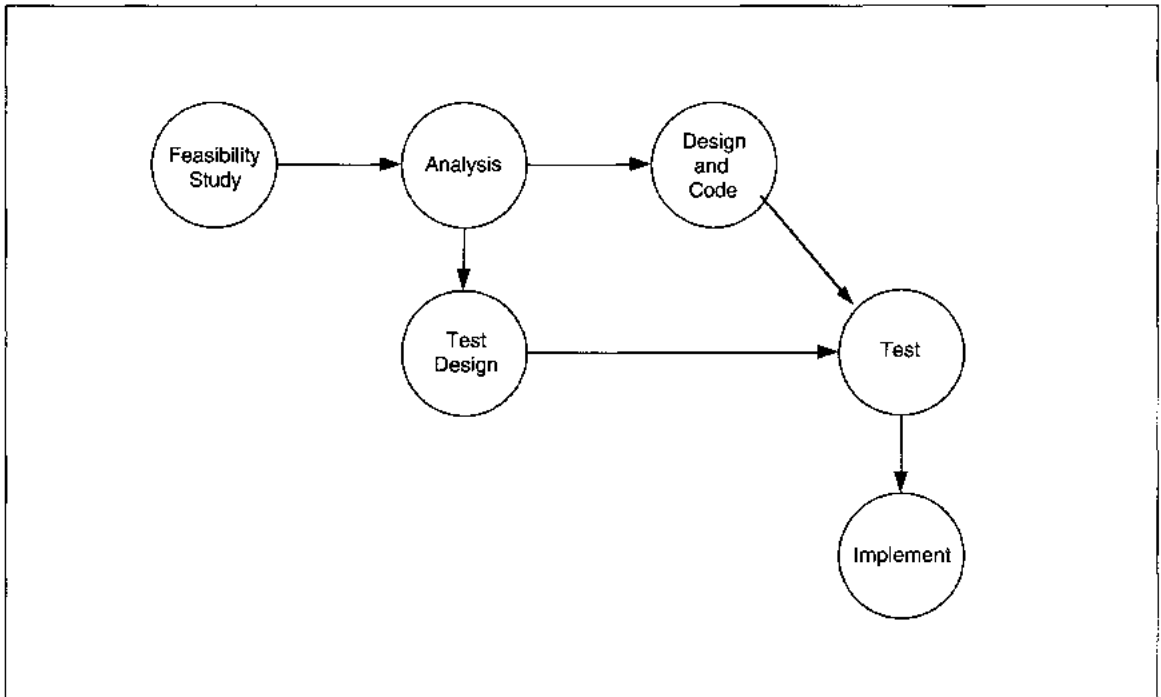 Feasibility
Study
Analysis
Design
and
Code
Test
Design
Test
Implement